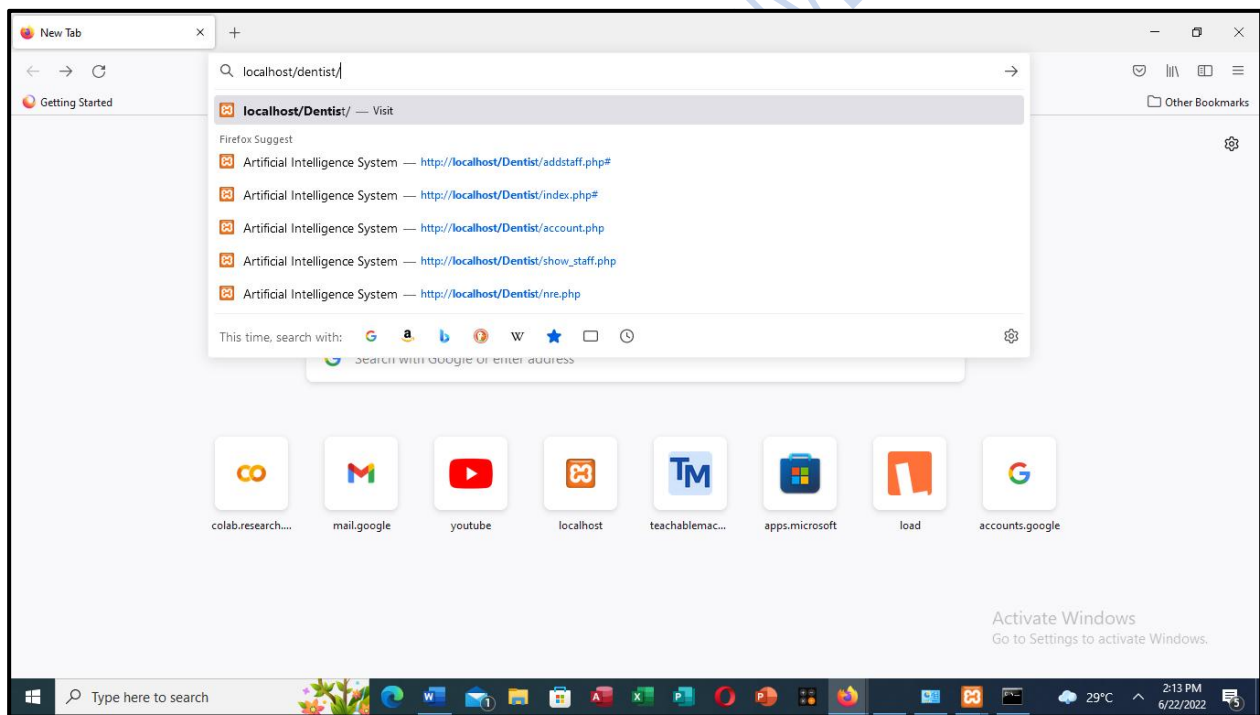 New Tab
localhost/dentist/
Getting Started
Other Bookmarks
localhost/Dentist/ — Visit
Firefox Suggest
Artificial Intelligence System — http://localhost/Dentist/addstaff.php#
Artificial Intelligence System — http://localhost/Dentist/index.php#
Artificial Intelligence System — http://localhost/Dentist/account.php
Artificial Intelligence System — http://localhost/Dentist/show_staff.php
Artificial Intelligence System — http://localhost/Dentist/nre.php
This time, search with:
Search with Google or enter address
TM
colab.research.... mail.google youtube localhost teachablemac... apps.microsoft load accounts.google
Activate Windows
Go to Settings to activate Windows.
Type here to search
29°C
2:13 PM
6/22/2022